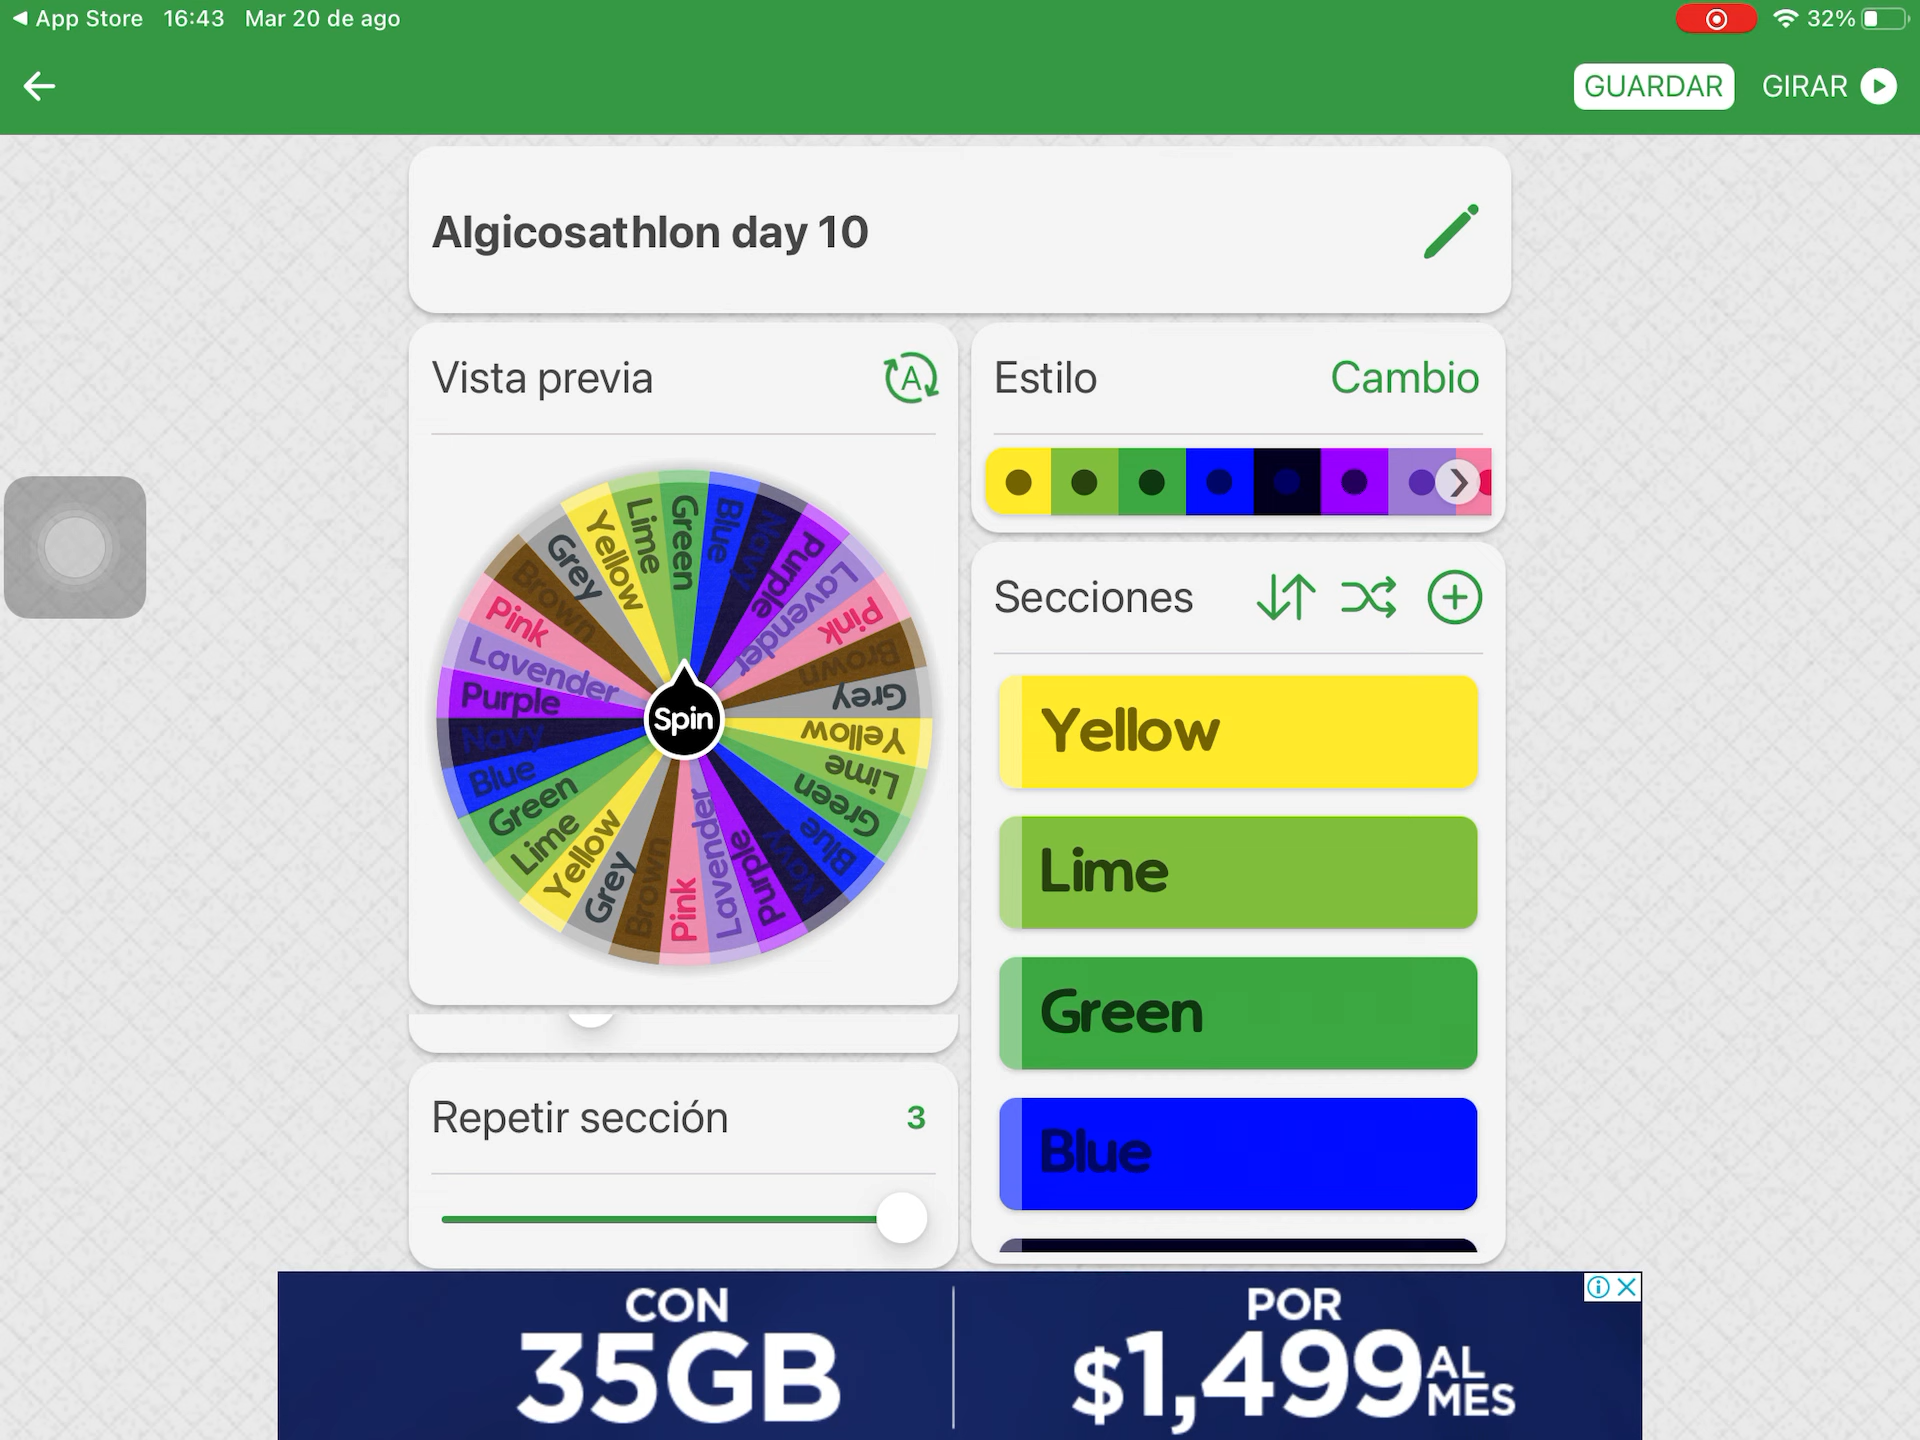 App Store 16:43 Mar 20 de ago
32%
GUARDAR GIRAR
Algicosathlon day 10
Vista previa
A
Yellow
Lime
Green
Blue
Navy
Purple
Lavender
Pink
Brown
Grey
Yellow
Lime
Green
Blue
Navy
Purple
Lavender
Pink
Brown
Grey
Yellow
Lime
Green
Blue
Navy
Purple
Lavender
Pink
Brown
Grey
Spin
Repetir sección 3
Estilo Cambio
Secciones
Yellow
Lime
Green
Blue
CON
35GB
POR
$1,499 AL MES